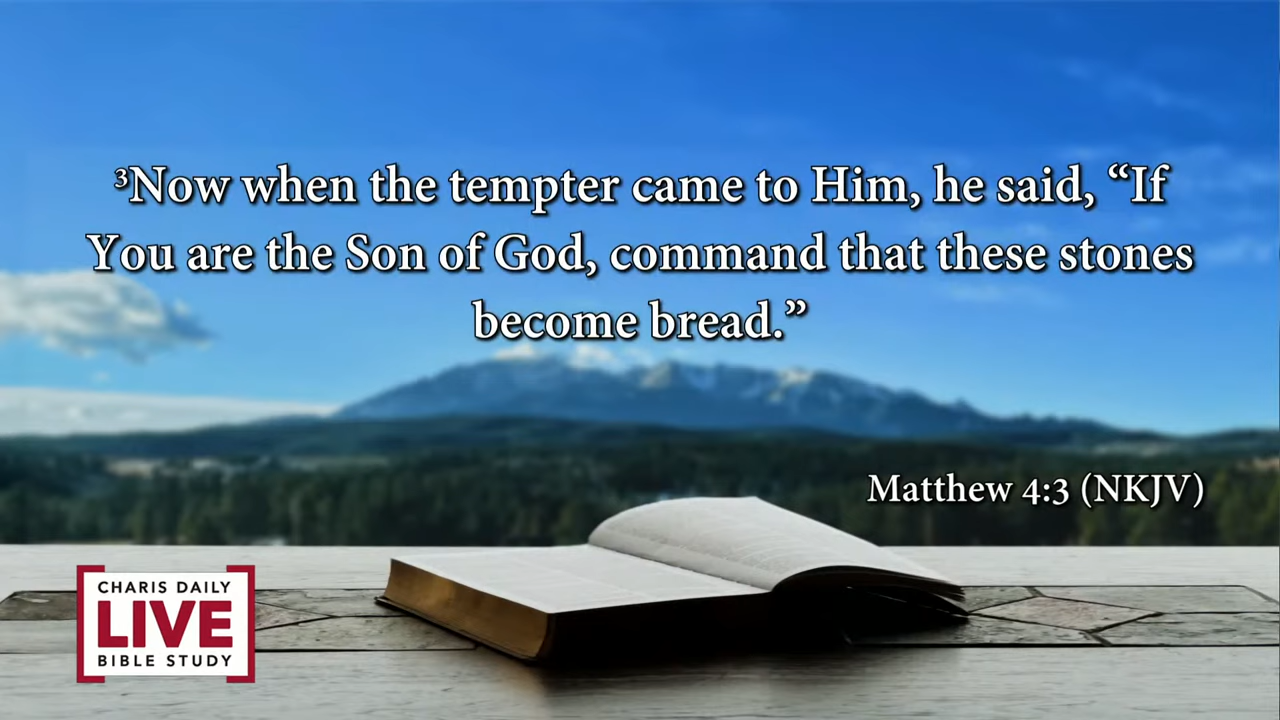 ³Now when the tempter came to Him, he said, “If
You are the Son of God, command that these stones
become bread.”
Matthew 4:3 (NKJV)
CHARIS DAILY
LIVE
BIBLE STUDY